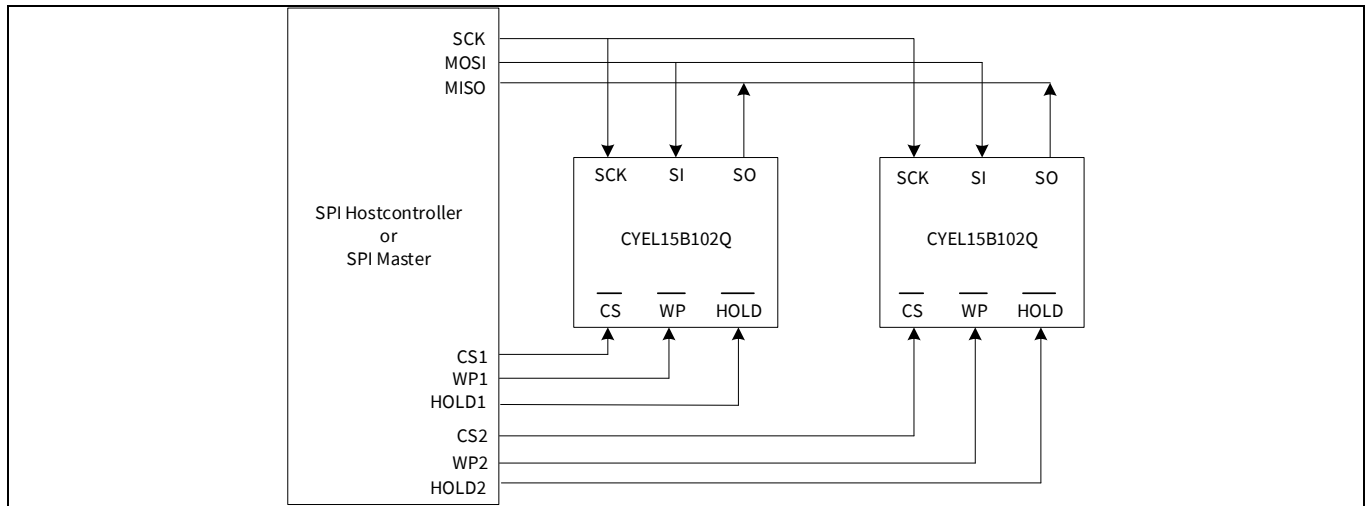 SCK
MOSI
MISO
SPI Hostcontroller
or
SPI Master
CS1
WP1
HOLD1
CS2
WP2
HOLD2
SCK SI SO
CYEL15B102Q
CS WP HOLD
SCK SI SO
CYEL15B102Q
CS WP HOLD